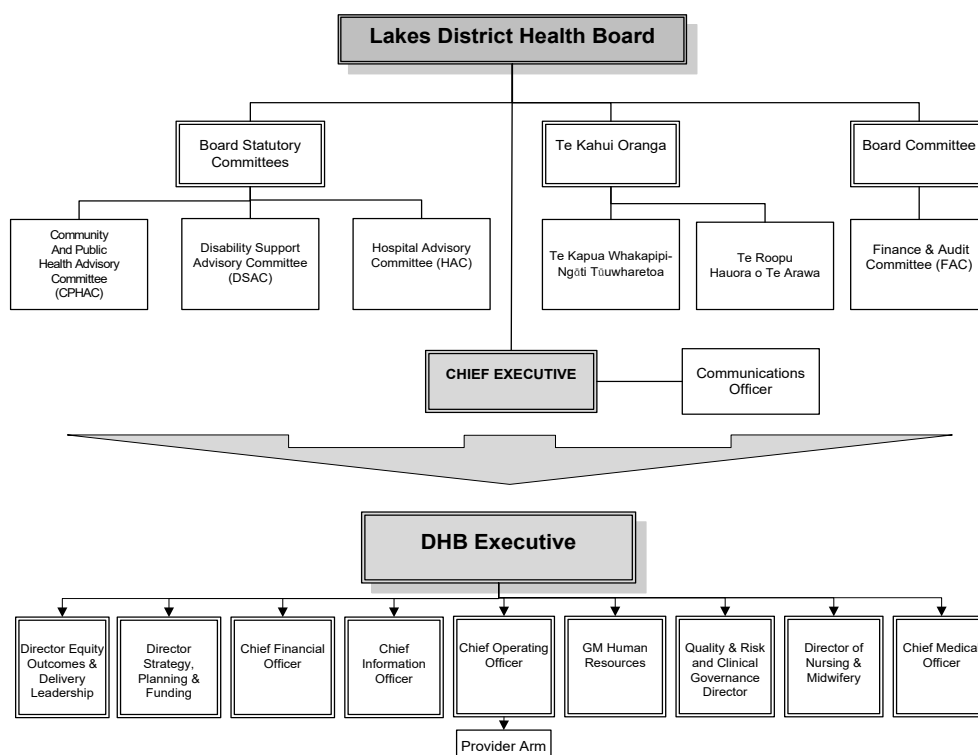 Lakes District Health Board
Board Statutory
Committees
Te Kahui Oranga
Board Committee
Community
And Public
Health Advisory
Committee
(CPHAC)
Disability Support
Advisory Committee
(DSAC)
Hospital Advisory
Committee (HAC)
Te Kapua Whakapipi-
Ngāti Tūwharetoa
Te Roopu
Hauora o Te Arawa
Finance & Audit
Committee (FAC)
CHIEF EXECUTIVE
Communications
Officer
DHB Executive
Director Equity
Outcomes &
Delivery
Leadership
Director
Strategy,
Planning &
Funding
Chief Financial
Officer
Chief
Information
Officer
Chief Operating
Officer
GM Human
Resources
Quality & Risk
and Clinical
Governance
Director
Director of
Nursing &
Midwifery
Chief Medical
Officer
Provider Arm